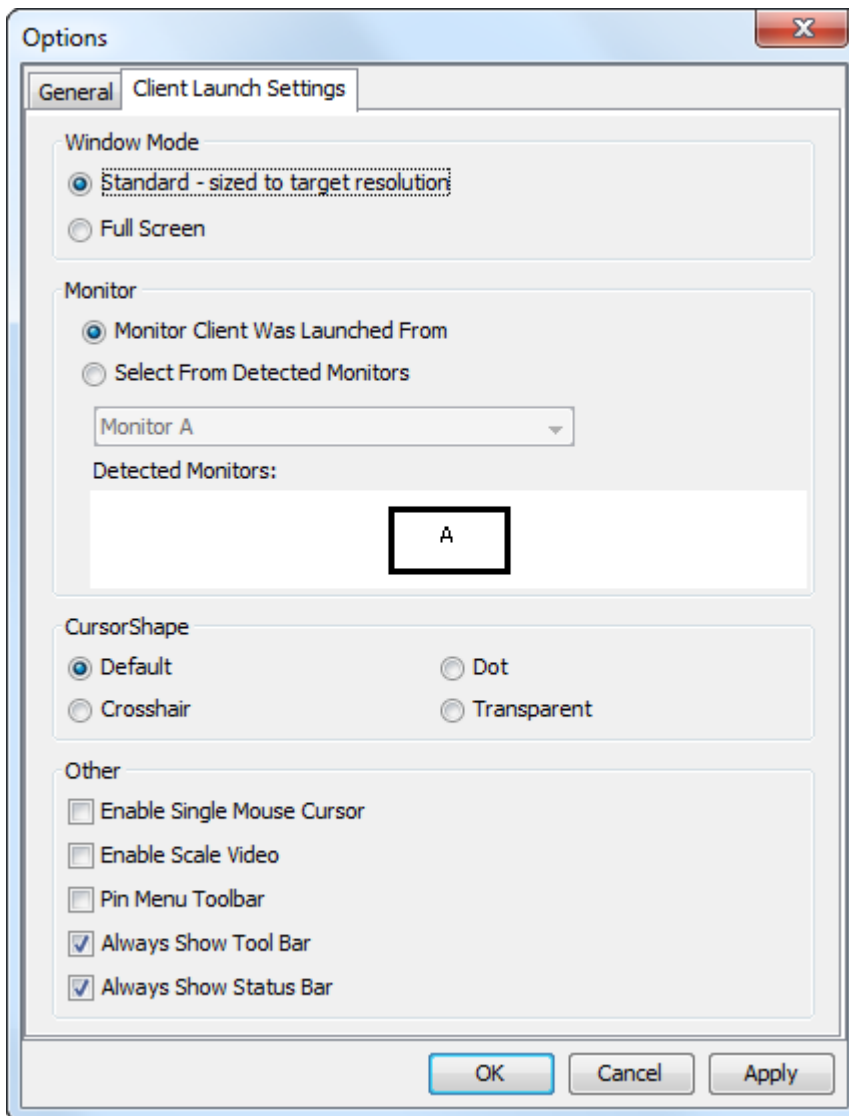 Options
General Client Launch Settings
Window Mode
Standard - sized to target resolution
Full Screen
Monitor
Monitor Client Was Launched From
Select From Detected Monitors
Monitor A
Detected Monitors:
A
CursorShape
Default Dot
Crosshair Transparent
Other
Enable Single Mouse Cursor
Enable Scale Video
Pin Menu Toolbar
Always Show Tool Bar
Always Show Status Bar
OK Cancel Apply